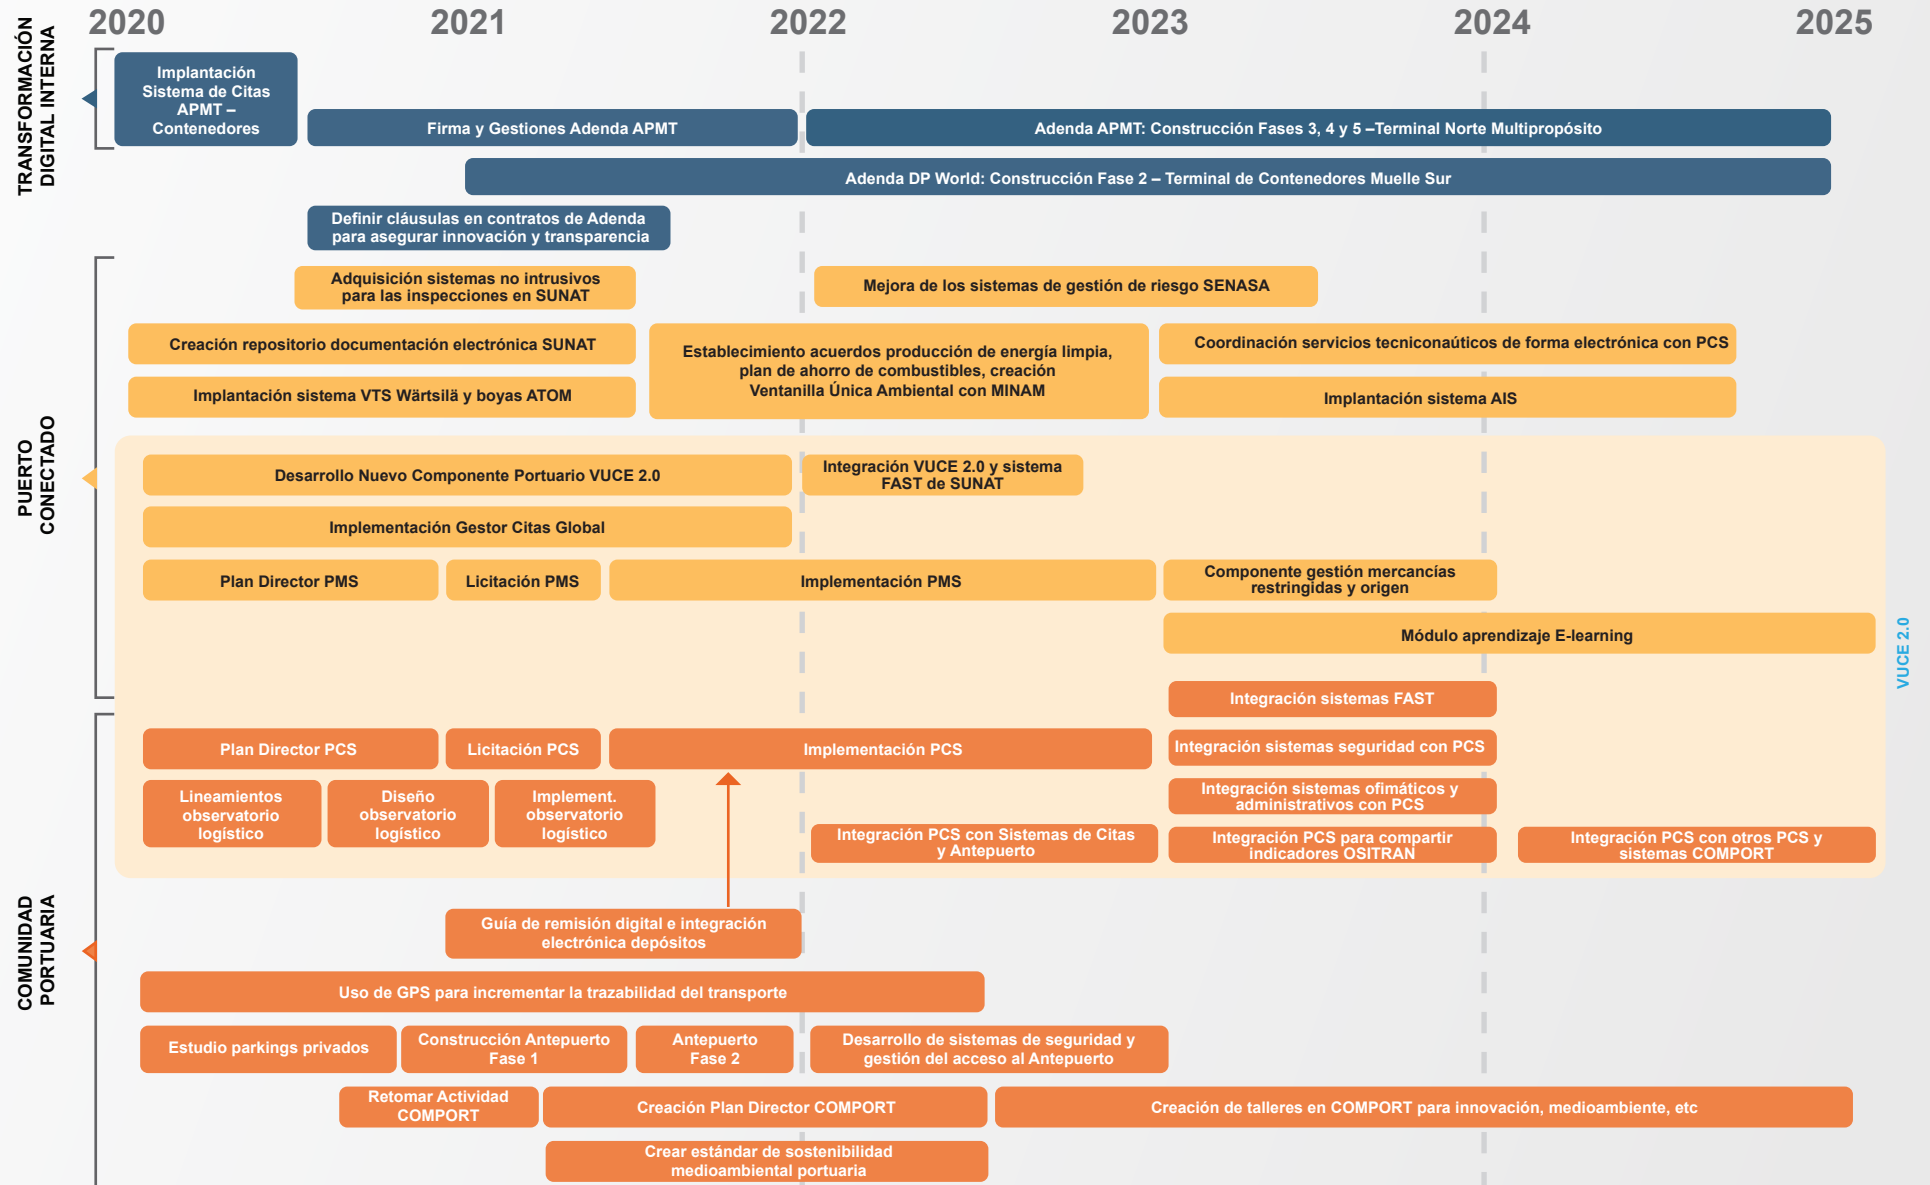 2020
2021
2022
2023
2024
2025
TRANSFORMACIÓN
DIGITAL INTERNA
Implantación
Sistema de Citas
APMT –
Contenedores
Firma y Gestiones Adenda APMT
Adenda APMT: Construcción Fases 3, 4 y 5 –Terminal Norte Multipropósito
Adenda DP World: Construcción Fase 2 – Terminal de Contenedores Muelle Sur
Definir cláusulas en contratos de Adenda
para asegurar innovación y transparencia
PUERTO
CONECTADO
Adquisición sistemas no intrusivos
para las inspecciones en SUNAT
Mejora de los sistemas de gestión de riesgo SENASA
Creación repositorio documentación electrónica SUNAT
Establecimiento acuerdos producción de energía limpia,
plan de ahorro de combustibles, creación
Ventanilla Única Ambiental con MINAM
Coordinación servicios tecniconaúticos de forma electrónica con PCS
Implantación sistema VTS Wärtsilä y boyas ATOM
Implantación sistema AIS
Desarrollo Nuevo Componente Portuario VUCE 2.0
Integración VUCE 2.0 y sistema
FAST de SUNAT
Implementación Gestor Citas Global
Plan Director PMS
Licitación PMS
Implementación PMS
Componente gestión mercancías
restringidas y origen
Módulo aprendizaje E-learning
VUCE 2.0
COMUNIDAD
PORTUARIA
Integración sistemas FAST
Plan Director PCS
Licitación PCS
Implementación PCS
Integración sistemas seguridad con PCS
Lineamientos
observatorio
logístico
Diseño
observatorio
logístico
Implement.
observatorio
logístico
Integración sistemas ofimáticos y
administrativos con PCS
Integración PCS con Sistemas de Citas
y Antepuerto
Integración PCS para compartir
indicadores OSITRAN
Integración PCS con otros PCS y
sistemas COMPORT
Guía de remisión digital e integración
electrónica depósitos
Uso de GPS para incrementar la trazabilidad del transporte
Estudio parkings privados
Construcción Antepuerto
Fase 1
Antepuerto
Fase 2
Desarrollo de sistemas de seguridad y
gestión del acceso al Antepuerto
Retomar Actividad
COMPORT
Creación Plan Director COMPORT
Creación de talleres en COMPORT para innovación, medioambiente, etc
Crear estándar de sostenibilidad
medioambiental portuaria